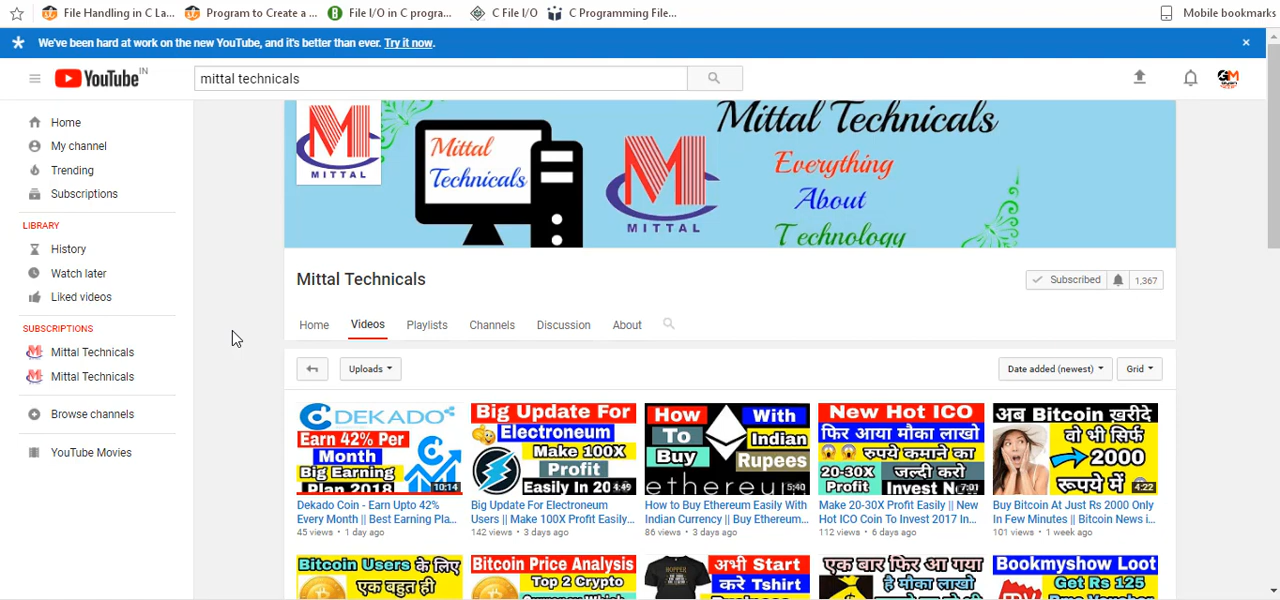 File Handling in C La...
Program to Create a ...
File I/O in C progra...
C File I/O
C Programming File...
Mobile bookmarks
We've been hard at work on the new YouTube, and it's better than ever. Try it now.
YouTube IN
mittal technicals
GM
Home
My channel
Trending
Subscriptions
LIBRARY
History
Watch later
Liked videos
SUBSCRIPTIONS
Mittal Technicals
Mittal Technicals
Browse channels
YouTube Movies
MITTAL
Mittal
Technicals
MITTAL
Mittal Technicals
Everything
About
Technology
Mittal Technicals
Subscribed
1,367
Home
Videos
Playlists
Channels
Discussion
About
Uploads
Date added (newest)
Grid
DEKADO
Earn 42% Per
Month
Big Earning
Plan 2018
10:14
Dekado Coin - Earn Upto 42%
Every Month || Best Earning Pla...
45 views • 1 day ago
Big Update For
Electroneum
Make 100X
Profit
Easily In 20
4:49
Big Update For Electroneum
Users || Make 100X Profit Easily...
142 views • 3 days ago
How With
To Indian
Buy Rupees
ethereum
5:40
How to Buy Ethereum Easily With
Indian Currency || Buy Ethereum...
86 views • 3 days ago
New Hot ICO
फिर आया मौका लाखो
रूपये कमाने का
20-30X जल्दी करो
Profit Invest
7:01
Make 20-30X Profit Easily || New
Hot ICO Coin To Invest 2017 In...
112 views • 6 days ago
अब Bitcoin खरीदे
वो भी सिर्फ
2000
रूपये में
4:22
Buy Bitcoin At Just Rs 2000 Only
In Few Minutes || Bitcoin News i...
101 views • 1 week ago
Bitcoin Users के लिए
एक बहुत ही
Bitcoin Price Analysis
Top 2 Crypto
Currency Which
अभी Start
करे Tshirt
Business
एक बार फिर आ गया
है मौका लाखो
Bookmyshow Loot
Get Rs 125